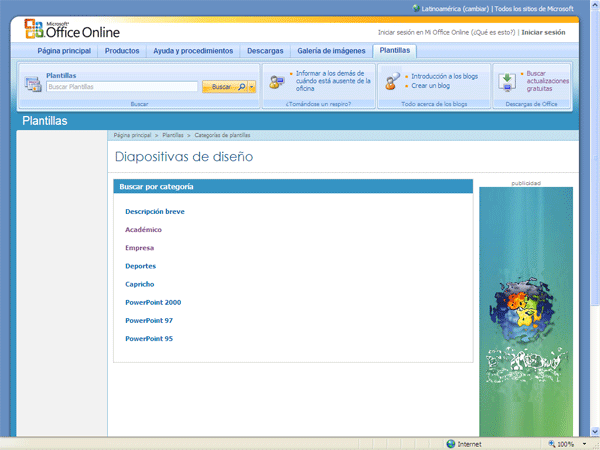 Latinoamérica (cambiar) | Todos los sitios de Microsoft
Microsoft
Office Online
Iniciar sesión en Mi Office Online (¿Qué es esto?) | Iniciar sesión
Página principal Productos Ayuda y procedimientos Descargas Galería de imágenes Plantillas
Plantillas
Buscar Plantillas
Buscar
Buscar
Informar a los demás de
cuándo está ausente de la
oficina
¿Tomándose un respiro?
Introducción a los blogs
Crear un blog
Todo acerca de los blogs
Buscar
actualizaciones
gratuitas
Descargas de Office
Plantillas
Página principal > Plantillas > Categorías de plantillas
Diapositivas de diseño
Buscar por categoría
Descripción breve
Académico
Empresa
Deportes
Capricho
PowerPoint 2000
PowerPoint 97
PowerPoint 95
publicidad
Internet
100%